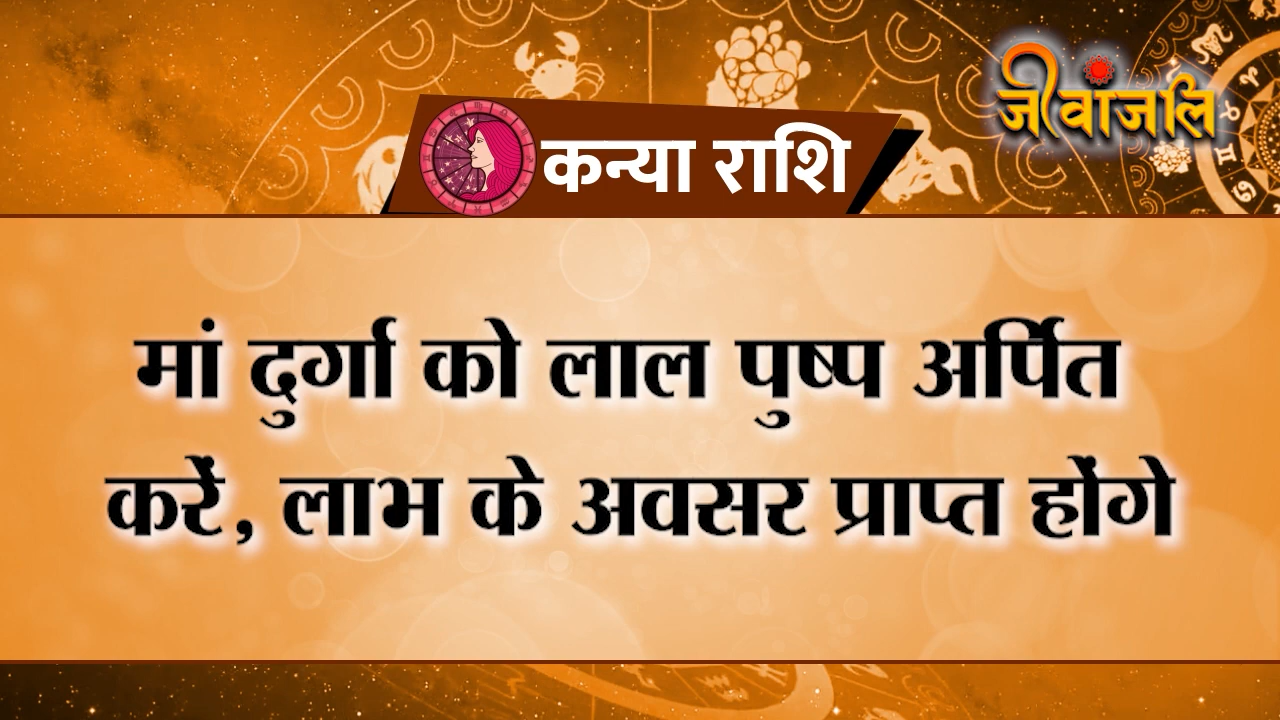 जीवांजलि
कन्या राशि
मां दुर्गा को लाल पुष्प अर्पित
करें, लाभ के अवसर प्राप्त होंगे